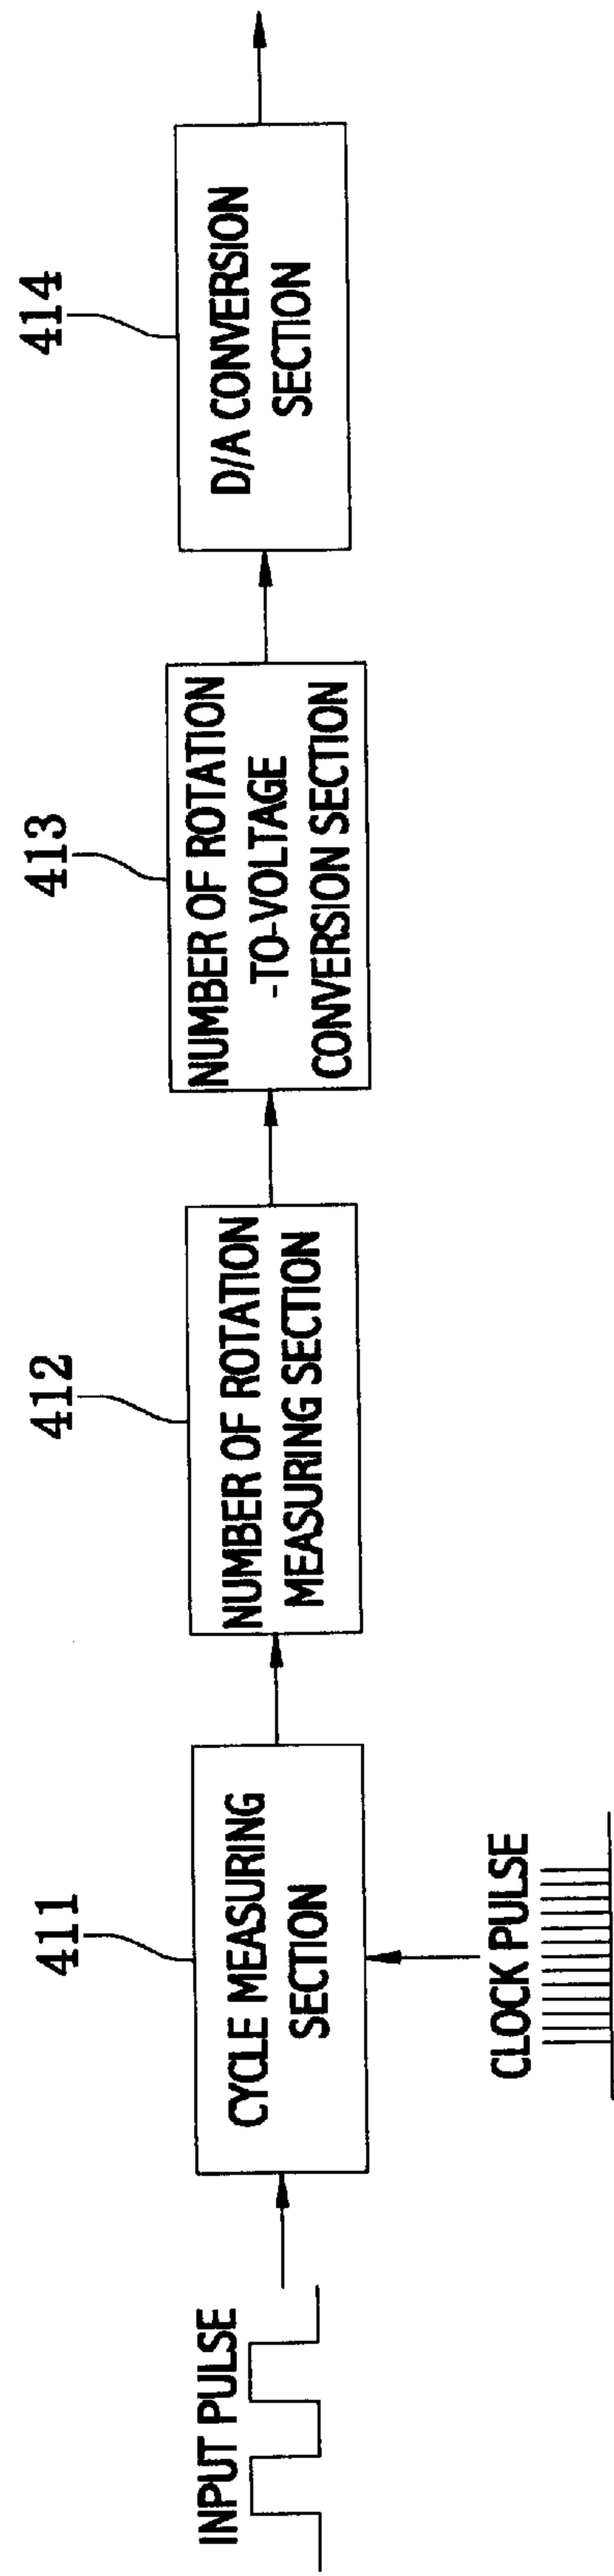 INPUT PULSE
411
CYCLE MEASURING
SECTION
CLOCK PULSE
412
NUMBER OF ROTATION
MEASURING SECTION
413
NUMBER OF ROTATION
-TO-VOLTAGE
CONVERSION SECTION
414
D/A CONVERSION
SECTION